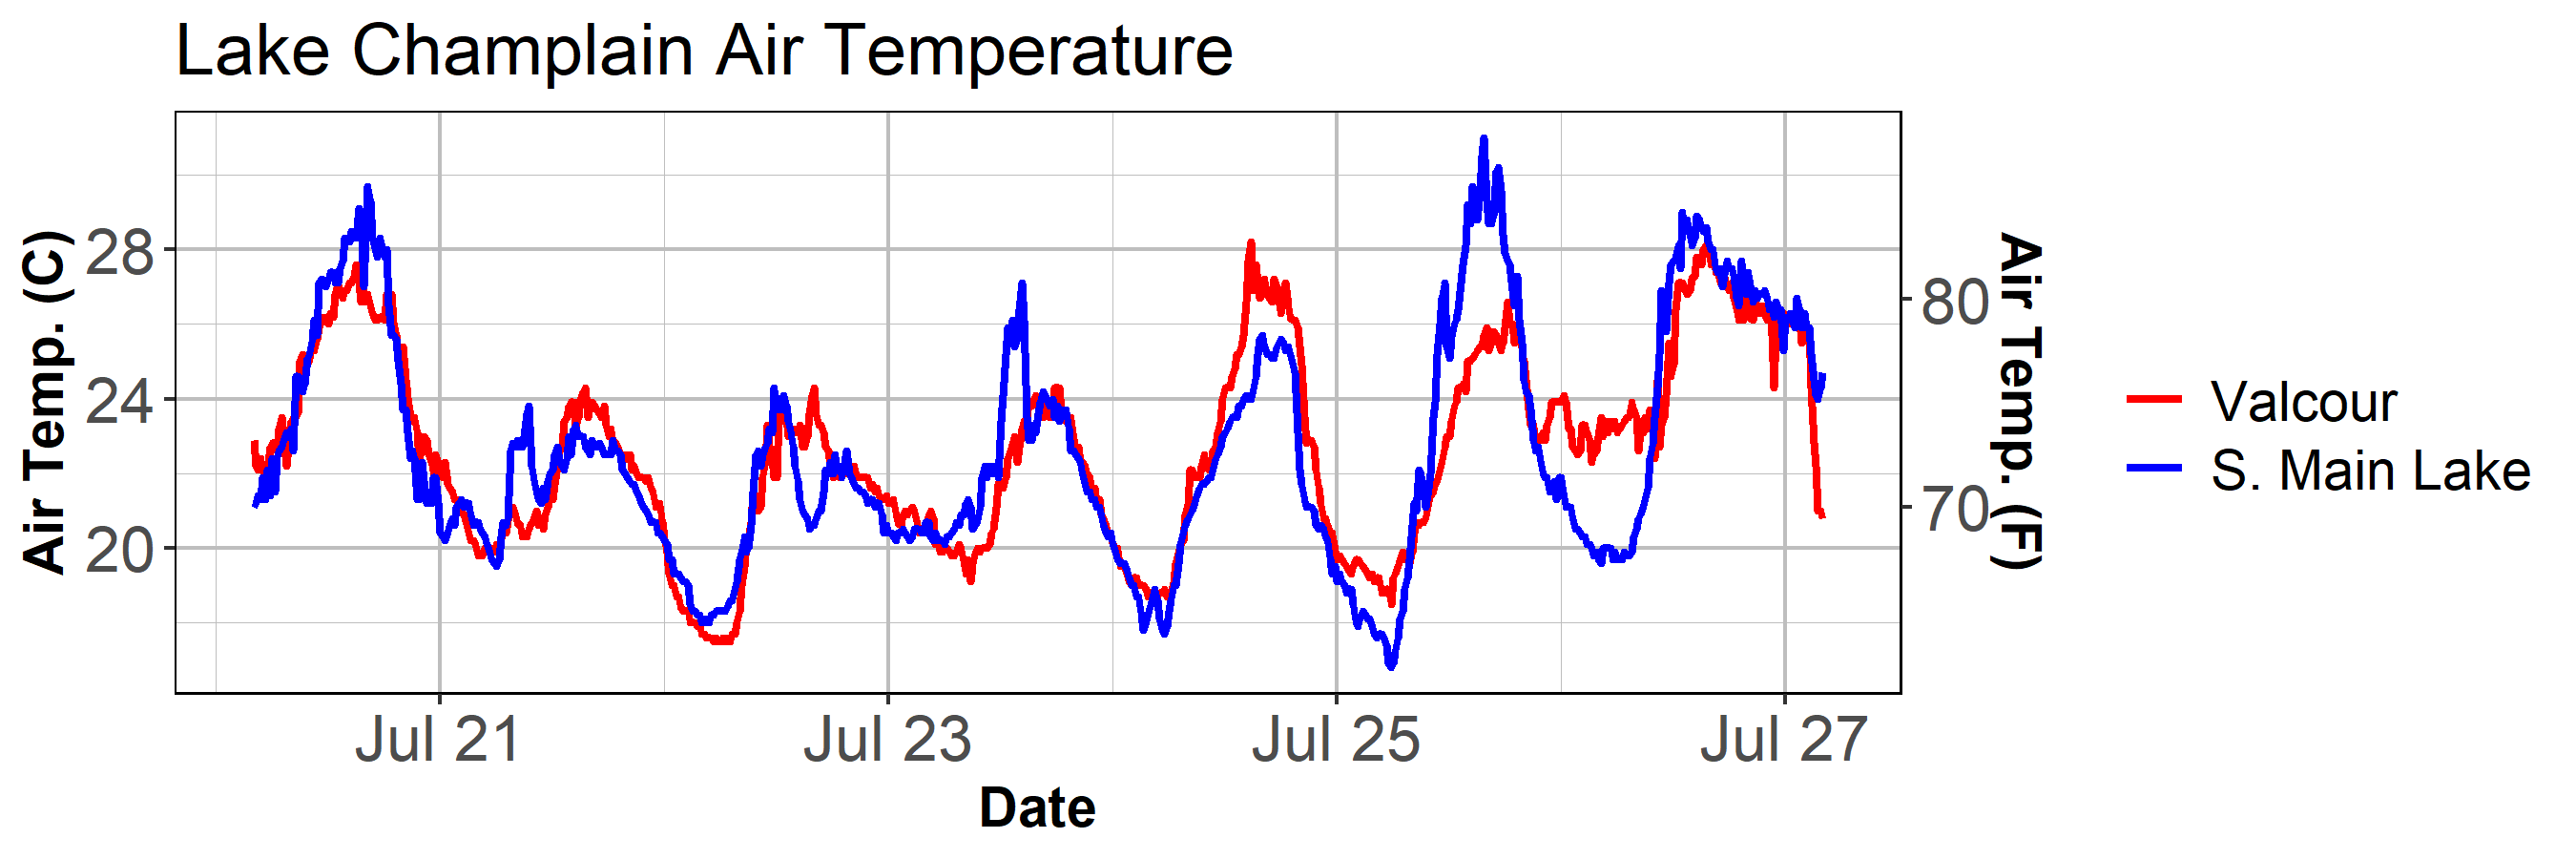 Lake Champlain Air Temperature
Air Temp. (C)
28
24
20
80
70
Air Temp. (F)
Valcour
S. Main Lake
Jul 21
Jul 23
Jul 25
Jul 27
Date